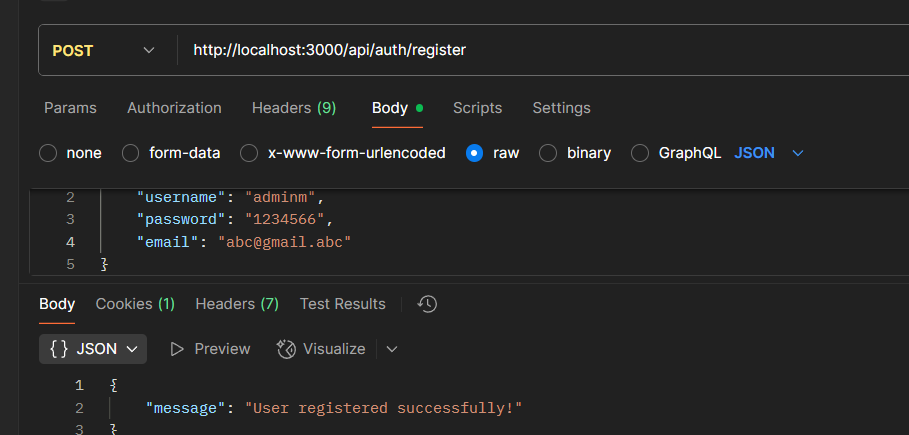 POST http://localhost:3000/api/auth/register
Params Authorization Headers (9) Body Scripts Settings
none form-data x-www-form-urlencoded raw binary GraphQL JSON
2 "username": "adminm",
3 "password": "1234566",
4 "email": "abc@gmail.abc"
5 }
Body Cookies (1) Headers (7) Test Results
{} JSON Preview Visualize
1 {
2 "message": "User registered successfully!"
3 }